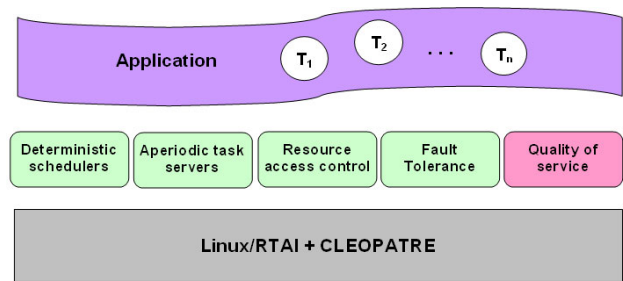 Application T1 T2 . . . Tn
Deterministic schedulers
Aperiodic task servers
Resource access control
Fault Tolerance
Quality of service
Linux/RTAI + CLEOPATRE